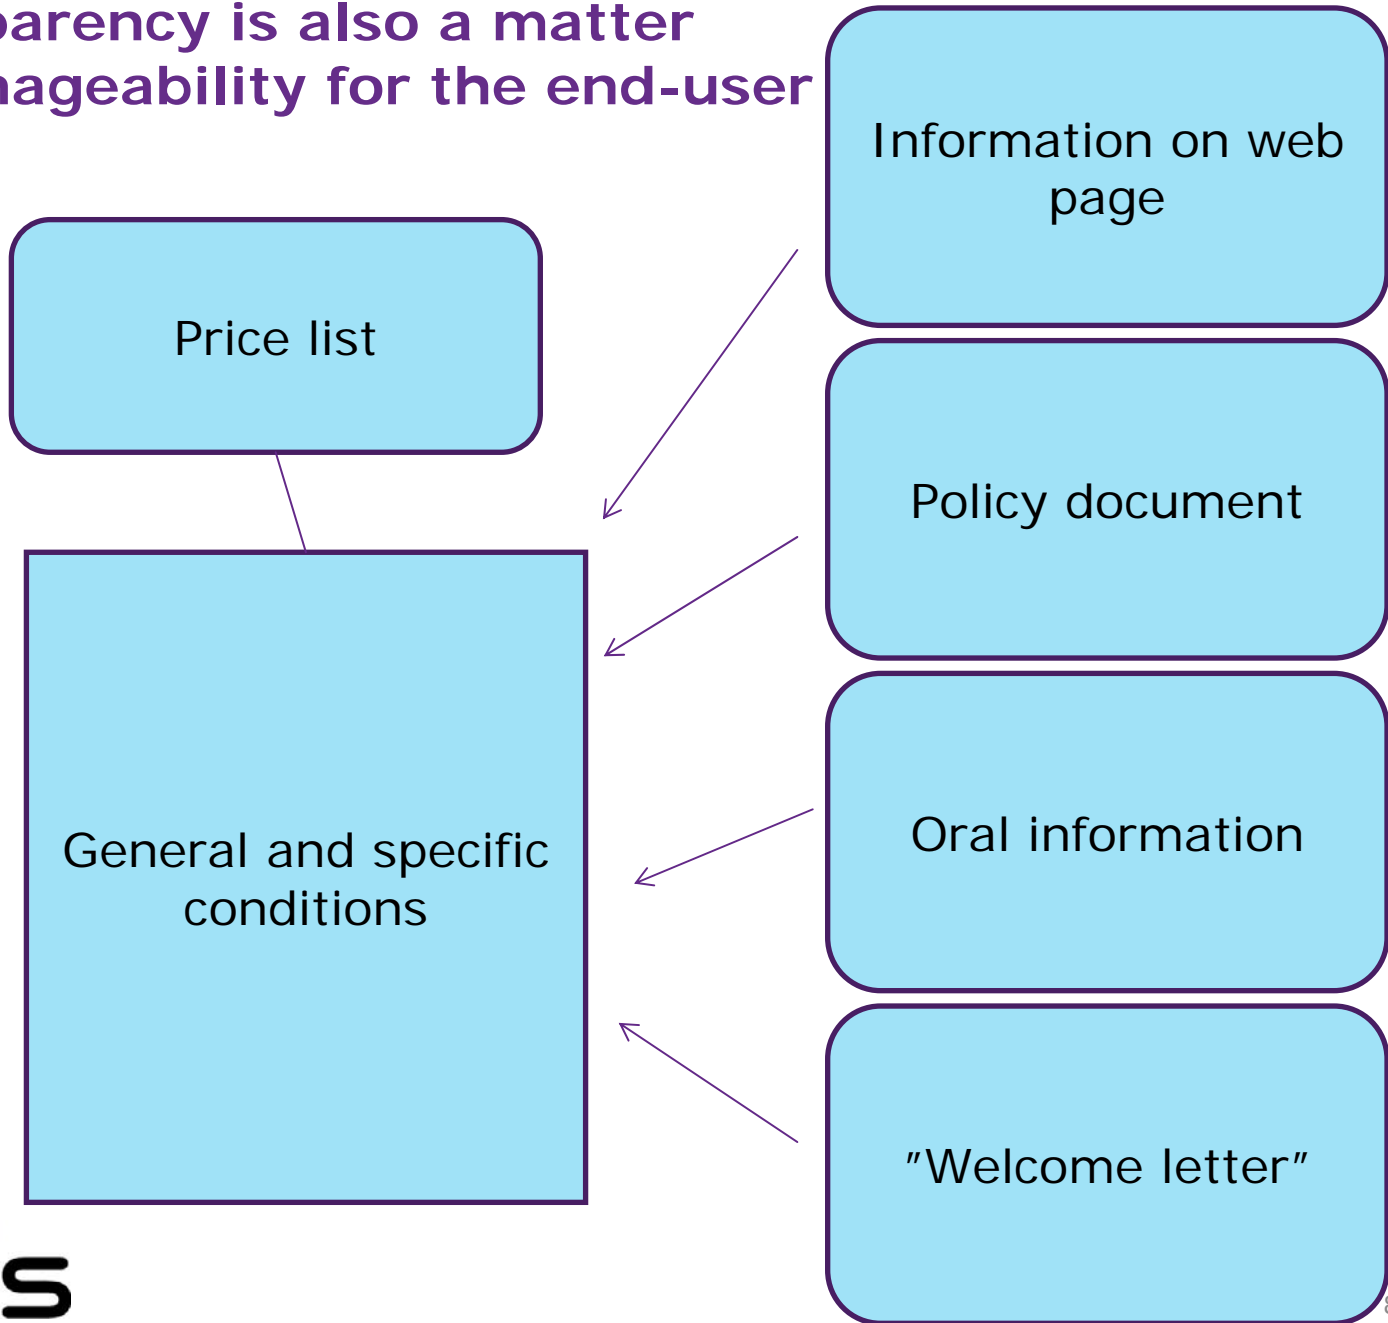 parency is also a matter
nageability for the end-user
Information on web
page
Price list
Policy document
General and specific
conditions
Oral information
"Welcome letter"
S